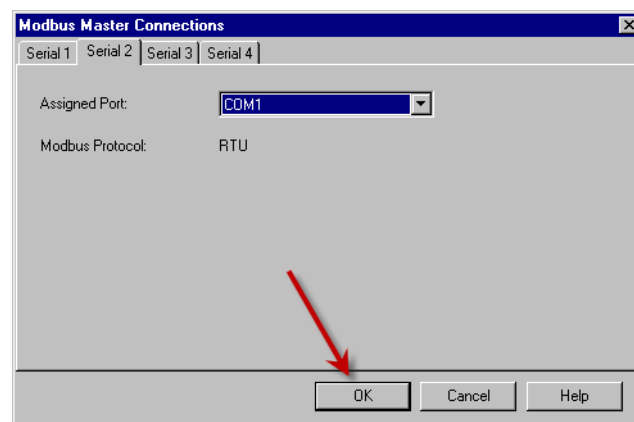 Modbus Master Connections
Serial 1 Serial 2 Serial 3 Serial 4
Assigned Port: COM1
Modbus Protocol: RTU
OK Cancel Help